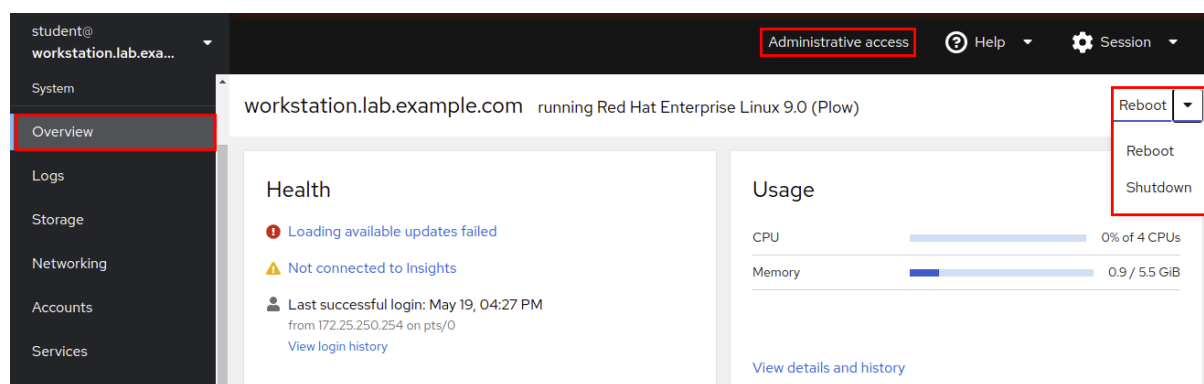 student@
workstation.lab.exa...
Administrative access
Help
Session
System
Overview
Logs
Storage
Networking
Accounts
Services
workstation.lab.example.com running Red Hat Enterprise Linux 9.0 (Plow)
Reboot
Reboot
Shutdown
Health
Loading available updates failed
Not connected to Insights
Last successful login: May 19, 04:27 PM
from 172.25.250.254 on pts/0
View login history
Usage
CPU 0% of 4 CPUs
Memory 0.9 / 5.5 GiB
View details and history